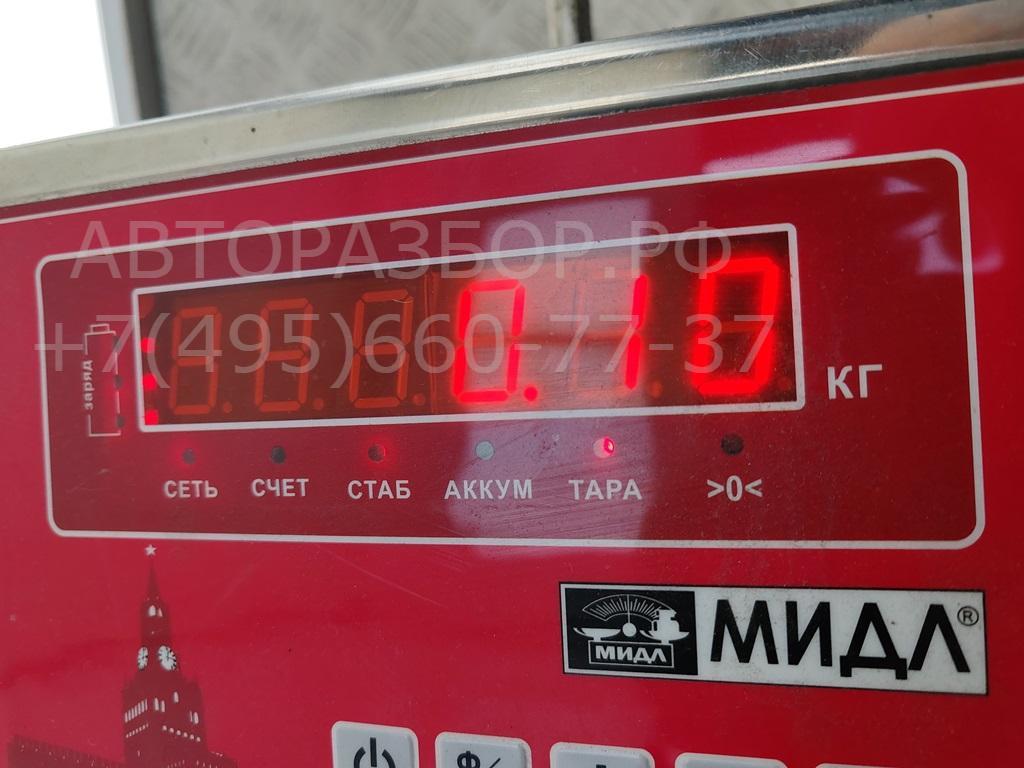 АВТОРАЗБОР.РФ
+7(495)660-77-37
заряд
0.10
КГ
СЕТЬ СЧЕТ СТАБ АККУМ ТАРА >0<
МИДЛ МИДЛ®